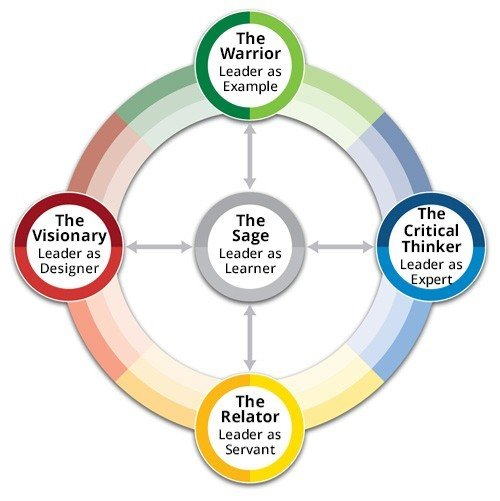 The
Warrior
Leader as
Example
The
Visionary
Leader as
Designer
The
Sage
Leader as
Learner
The
Critical
Thinker
Leader as
Expert
The
Relator
Leader as
Servant